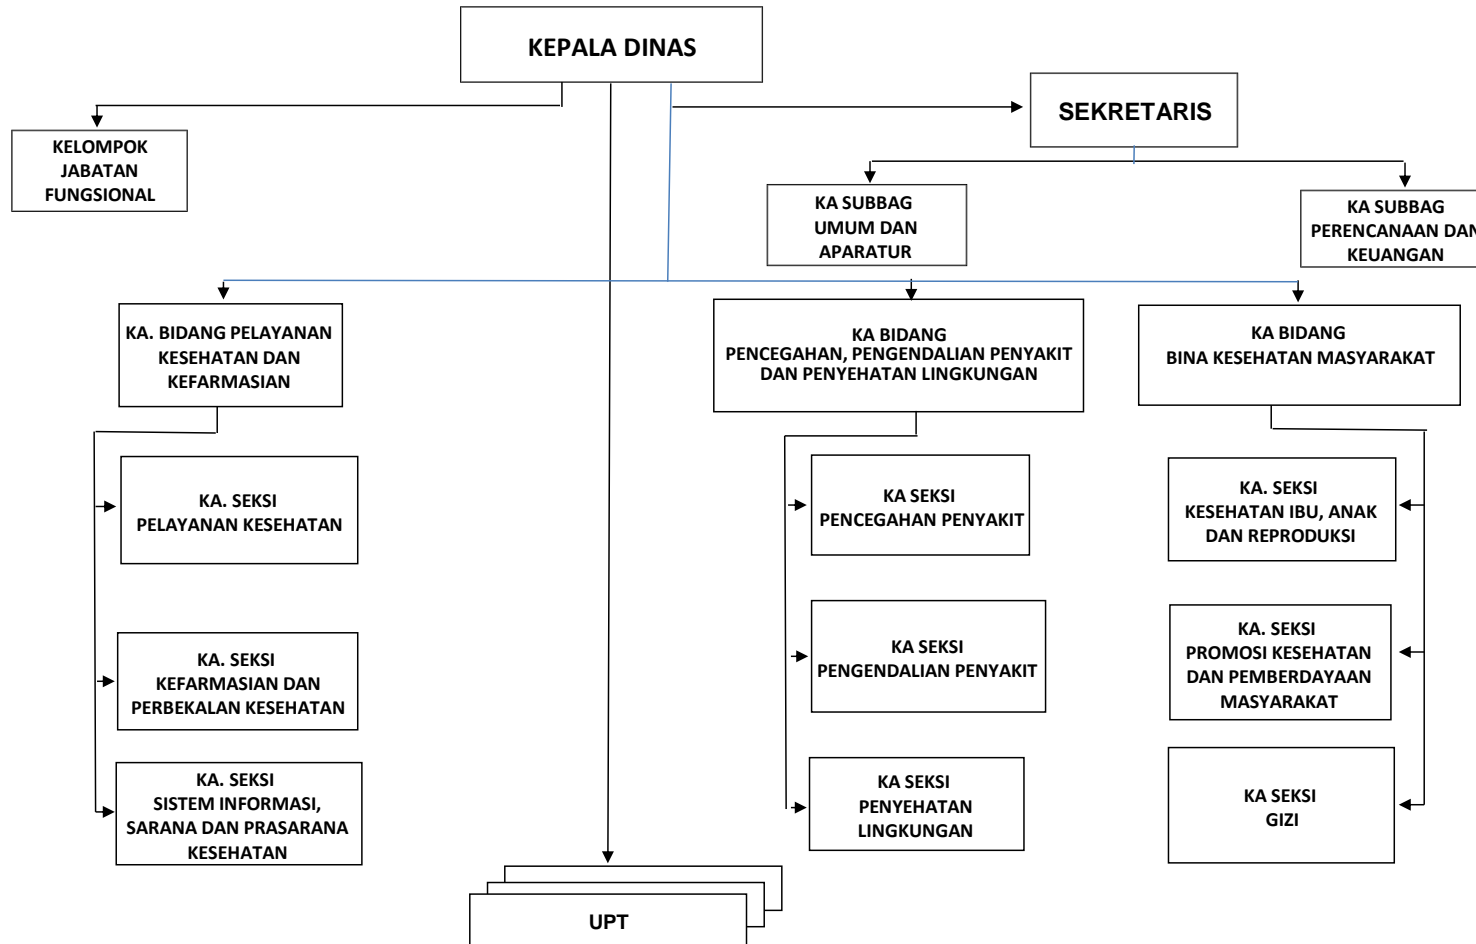 KEPALA DINAS
SEKRETARIS
KELOMPOK
JABATAN
FUNGSIONAL
KA SUBBAG
UMUM DAN
APARATUR
KA SUBBAG
PERENCANAAN DAN
KEUANGAN
KA. BIDANG PELAYANAN
KESEHATAN DAN
KEFARMASIAN
KA BIDANG
PENCEGAHAN, PENGENDALIAN PENYAKIT
DAN PENYEHATAN LINGKUNGAN
KA BIDANG
BINA KESEHATAN MASYARAKAT
KA. SEKSI
PELAYANAN KESEHATAN
KA SEKSI
PENCEGAHAN PENYAKIT
KA. SEKSI
KESEHATAN IBU, ANAK
DAN REPRODUKSI
KA. SEKSI
KEFARMASIAN DAN
PERBEKALAN KESEHATAN
KA SEKSI
PENGENDALIAN PENYAKIT
KA. SEKSI
PROMOSI KESEHATAN
DAN PEMBERDAYAAN
MASYARAKAT
KA. SEKSI
SISTEM INFORMASI,
SARANA DAN PRASARANA
KESEHATAN
KA SEKSI
PENYEHATAN
LINGKUNGAN
KA SEKSI
GIZI
UPT